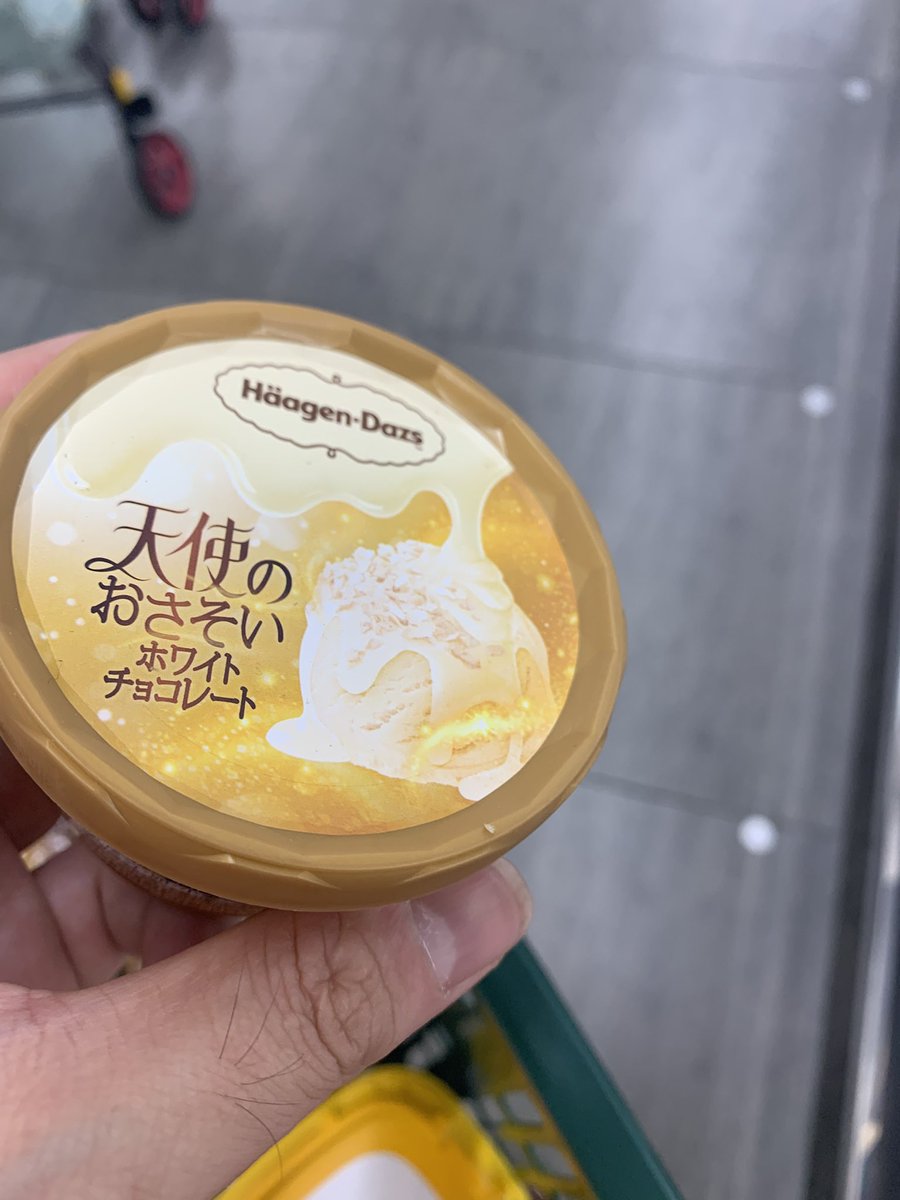 Häagen-Dazs
天使の
おさそい
ホワイト
チョコレート